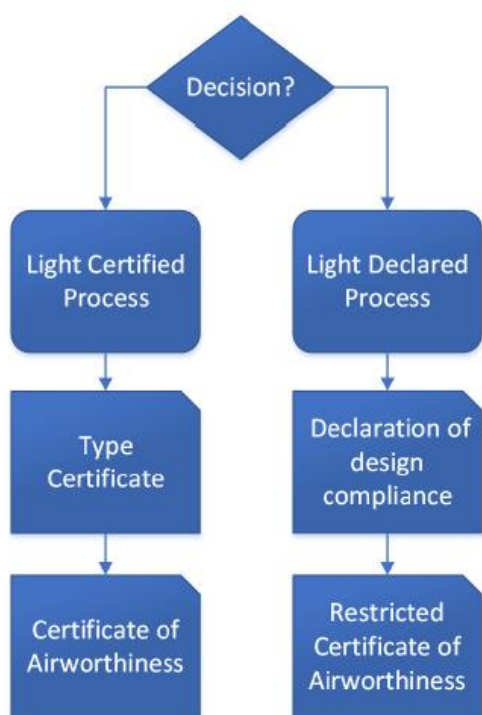 Decision?
Light Certified
Process
Light Declared
Process
Type
Certificate
Declaration of
design
compliance
Certificate of
Airworthiness
Restricted
Certificate of
Airworthiness